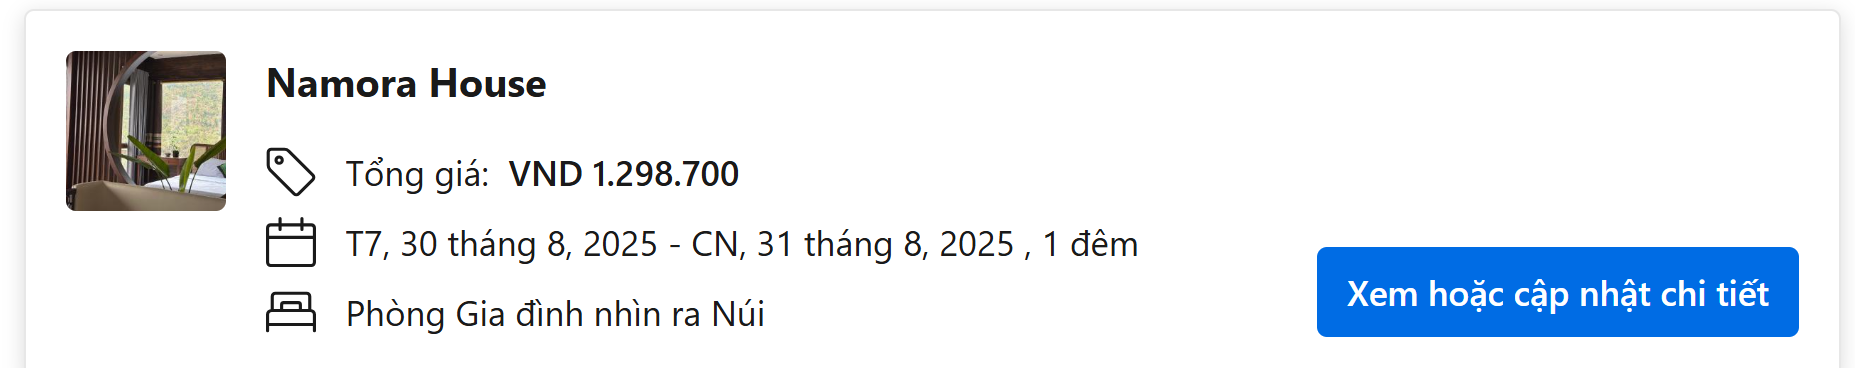 Namora House
Tổng giá: VND 1.298.700
T7, 30 tháng 8, 2025 - CN, 31 tháng 8, 2025 , 1 đêm
Phòng Gia đình nhìn ra Núi
Xem hoặc cập nhật chi tiết